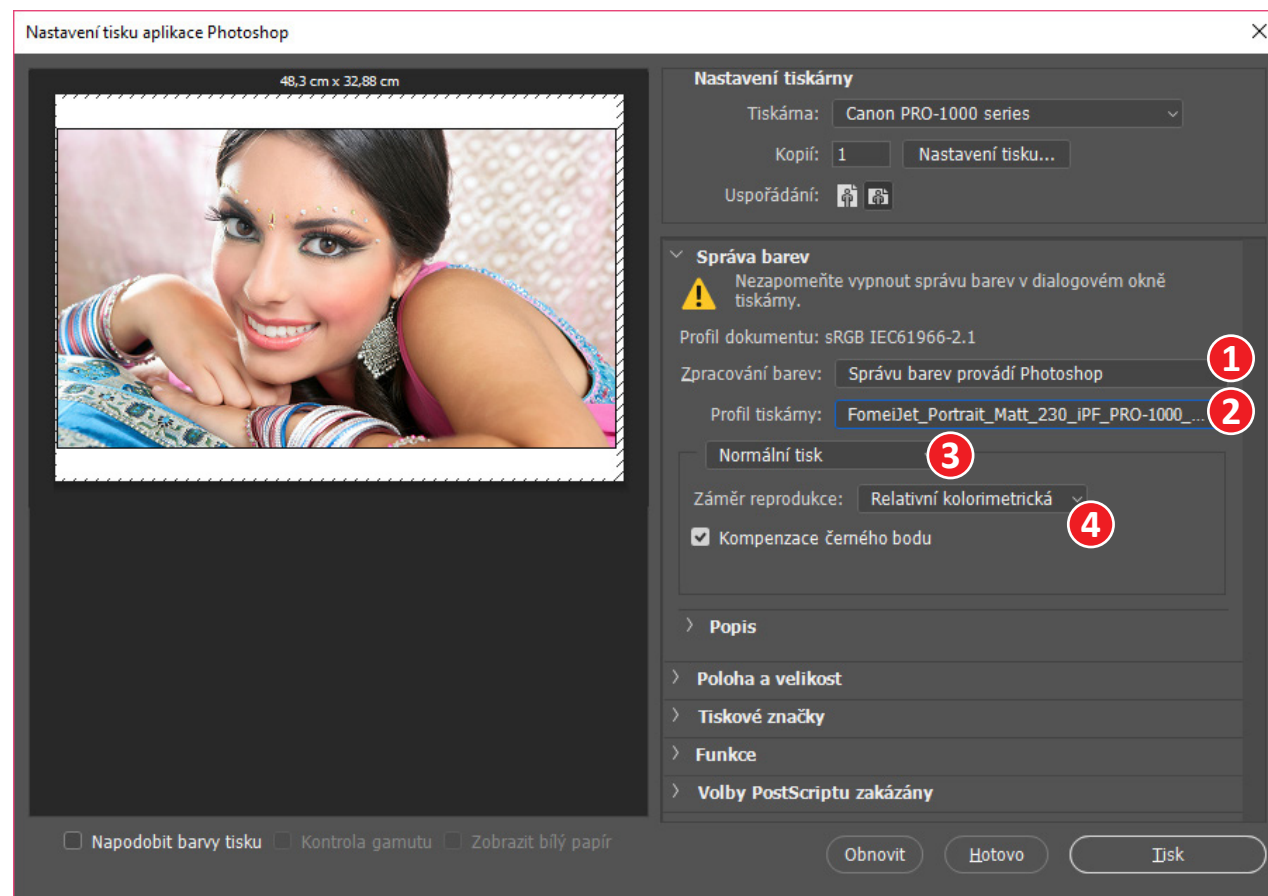 Nastavení tisku aplikace Photoshop
48,3 cm x 32,88 cm
Nastavení tiskárny
Tiskárna: Canon PRO-1000 series
Kopií: 1 Nastavení tisku...
Uspořádání:
Správa barev
Nezapomeňte vypnout správu barev v dialogovém okně
tiskárny.
Profil dokumentu: sRGB IEC61966-2.1
1
Zpracování barev: Správu barev provádí Photoshop
Profil tiskárny: FomeiJet_Portrait_Matt_230_iPF_PRO-1000_... 2
Normální tisk 3
Záměr reprodukce: Relativní kolorimetrická
4
Kompenzace černého bodu
Popis
Poloha a velikost
Tiskové značky
Funkce
Volby PostScriptu zakázány
Napodobit barvy tisku Kontrola gamutu Zobrazit bílý papír
Obnovit Hotovo Tisk